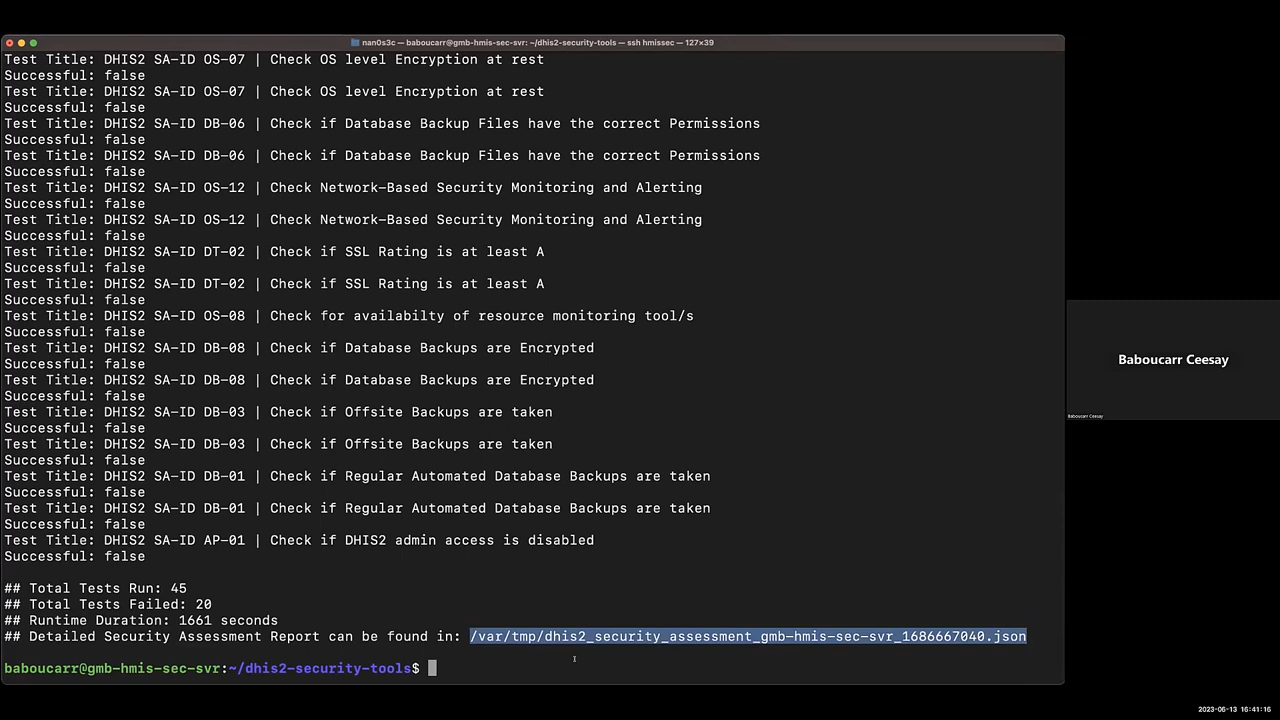 nan0s3c — baboucarr@gmb-hmis-sec-svr: ~/dhis2-security-tools — ssh hmissec — 127×39
Test Title: DHIS2 SA-ID OS-07 | Check OS level Encryption at rest
Successful: false
Test Title: DHIS2 SA-ID OS-07 | Check OS level Encryption at rest
Successful: false
Test Title: DHIS2 SA-ID DB-06 | Check if Database Backup Files have the correct Permissions
Successful: false
Test Title: DHIS2 SA-ID DB-06 | Check if Database Backup Files have the correct Permissions
Successful: false
Test Title: DHIS2 SA-ID OS-12 | Check Network-Based Security Monitoring and Alerting
Successful: false
Test Title: DHIS2 SA-ID OS-12 | Check Network-Based Security Monitoring and Alerting
Successful: false
Test Title: DHIS2 SA-ID DT-02 | Check if SSL Rating is at least A
Successful: false
Test Title: DHIS2 SA-ID DT-02 | Check if SSL Rating is at least A
Successful: false
Test Title: DHIS2 SA-ID OS-08 | Check for availabilty of resource monitoring tool/s
Successful: false
Test Title: DHIS2 SA-ID DB-08 | Check if Database Backups are Encrypted
Successful: false
Test Title: DHIS2 SA-ID DB-08 | Check if Database Backups are Encrypted
Successful: false
Test Title: DHIS2 SA-ID DB-03 | Check if Offsite Backups are taken
Successful: false
Test Title: DHIS2 SA-ID DB-03 | Check if Offsite Backups are taken
Successful: false
Test Title: DHIS2 SA-ID DB-01 | Check if Regular Automated Database Backups are taken
Successful: false
Test Title: DHIS2 SA-ID DB-01 | Check if Regular Automated Database Backups are taken
Successful: false
Test Title: DHIS2 SA-ID AP-01 | Check if DHIS2 admin access is disabled
Successful: false
## Total Tests Run: 45
## Total Tests Failed: 20
## Runtime Duration: 1661 seconds
## Detailed Security Assessment Report can be found in: /var/tmp/dhis2_security_assessment_gmb-hmis-sec-svr_1686667040.json
baboucarr@gmb-hmis-sec-svr:~/dhis2-security-tools$
Baboucarr Ceesay
Baboucarr Ceesay
2023-06-13 16:41:16